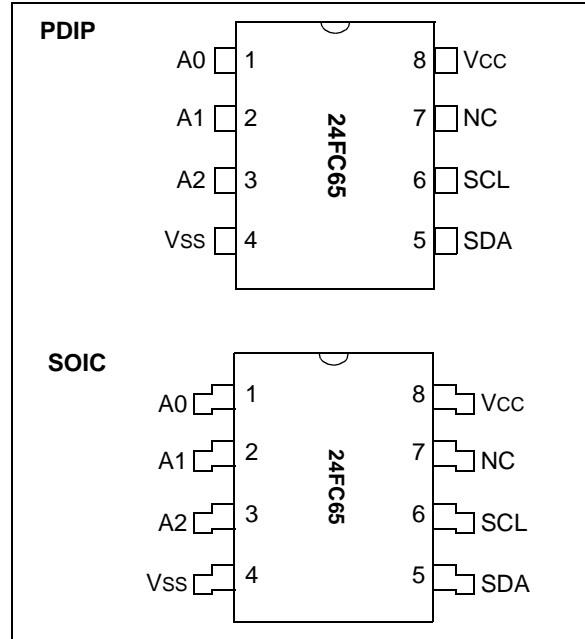 PDIP
A0 1 8 VCC
A1 2 7 NC
A2 3 6 SCL
VSS 4 5 SDA
24FC65
SOIC
A0 1 8 VCC
A1 2 7 NC
A2 3 6 SCL
VSS 4 5 SDA
24FC65